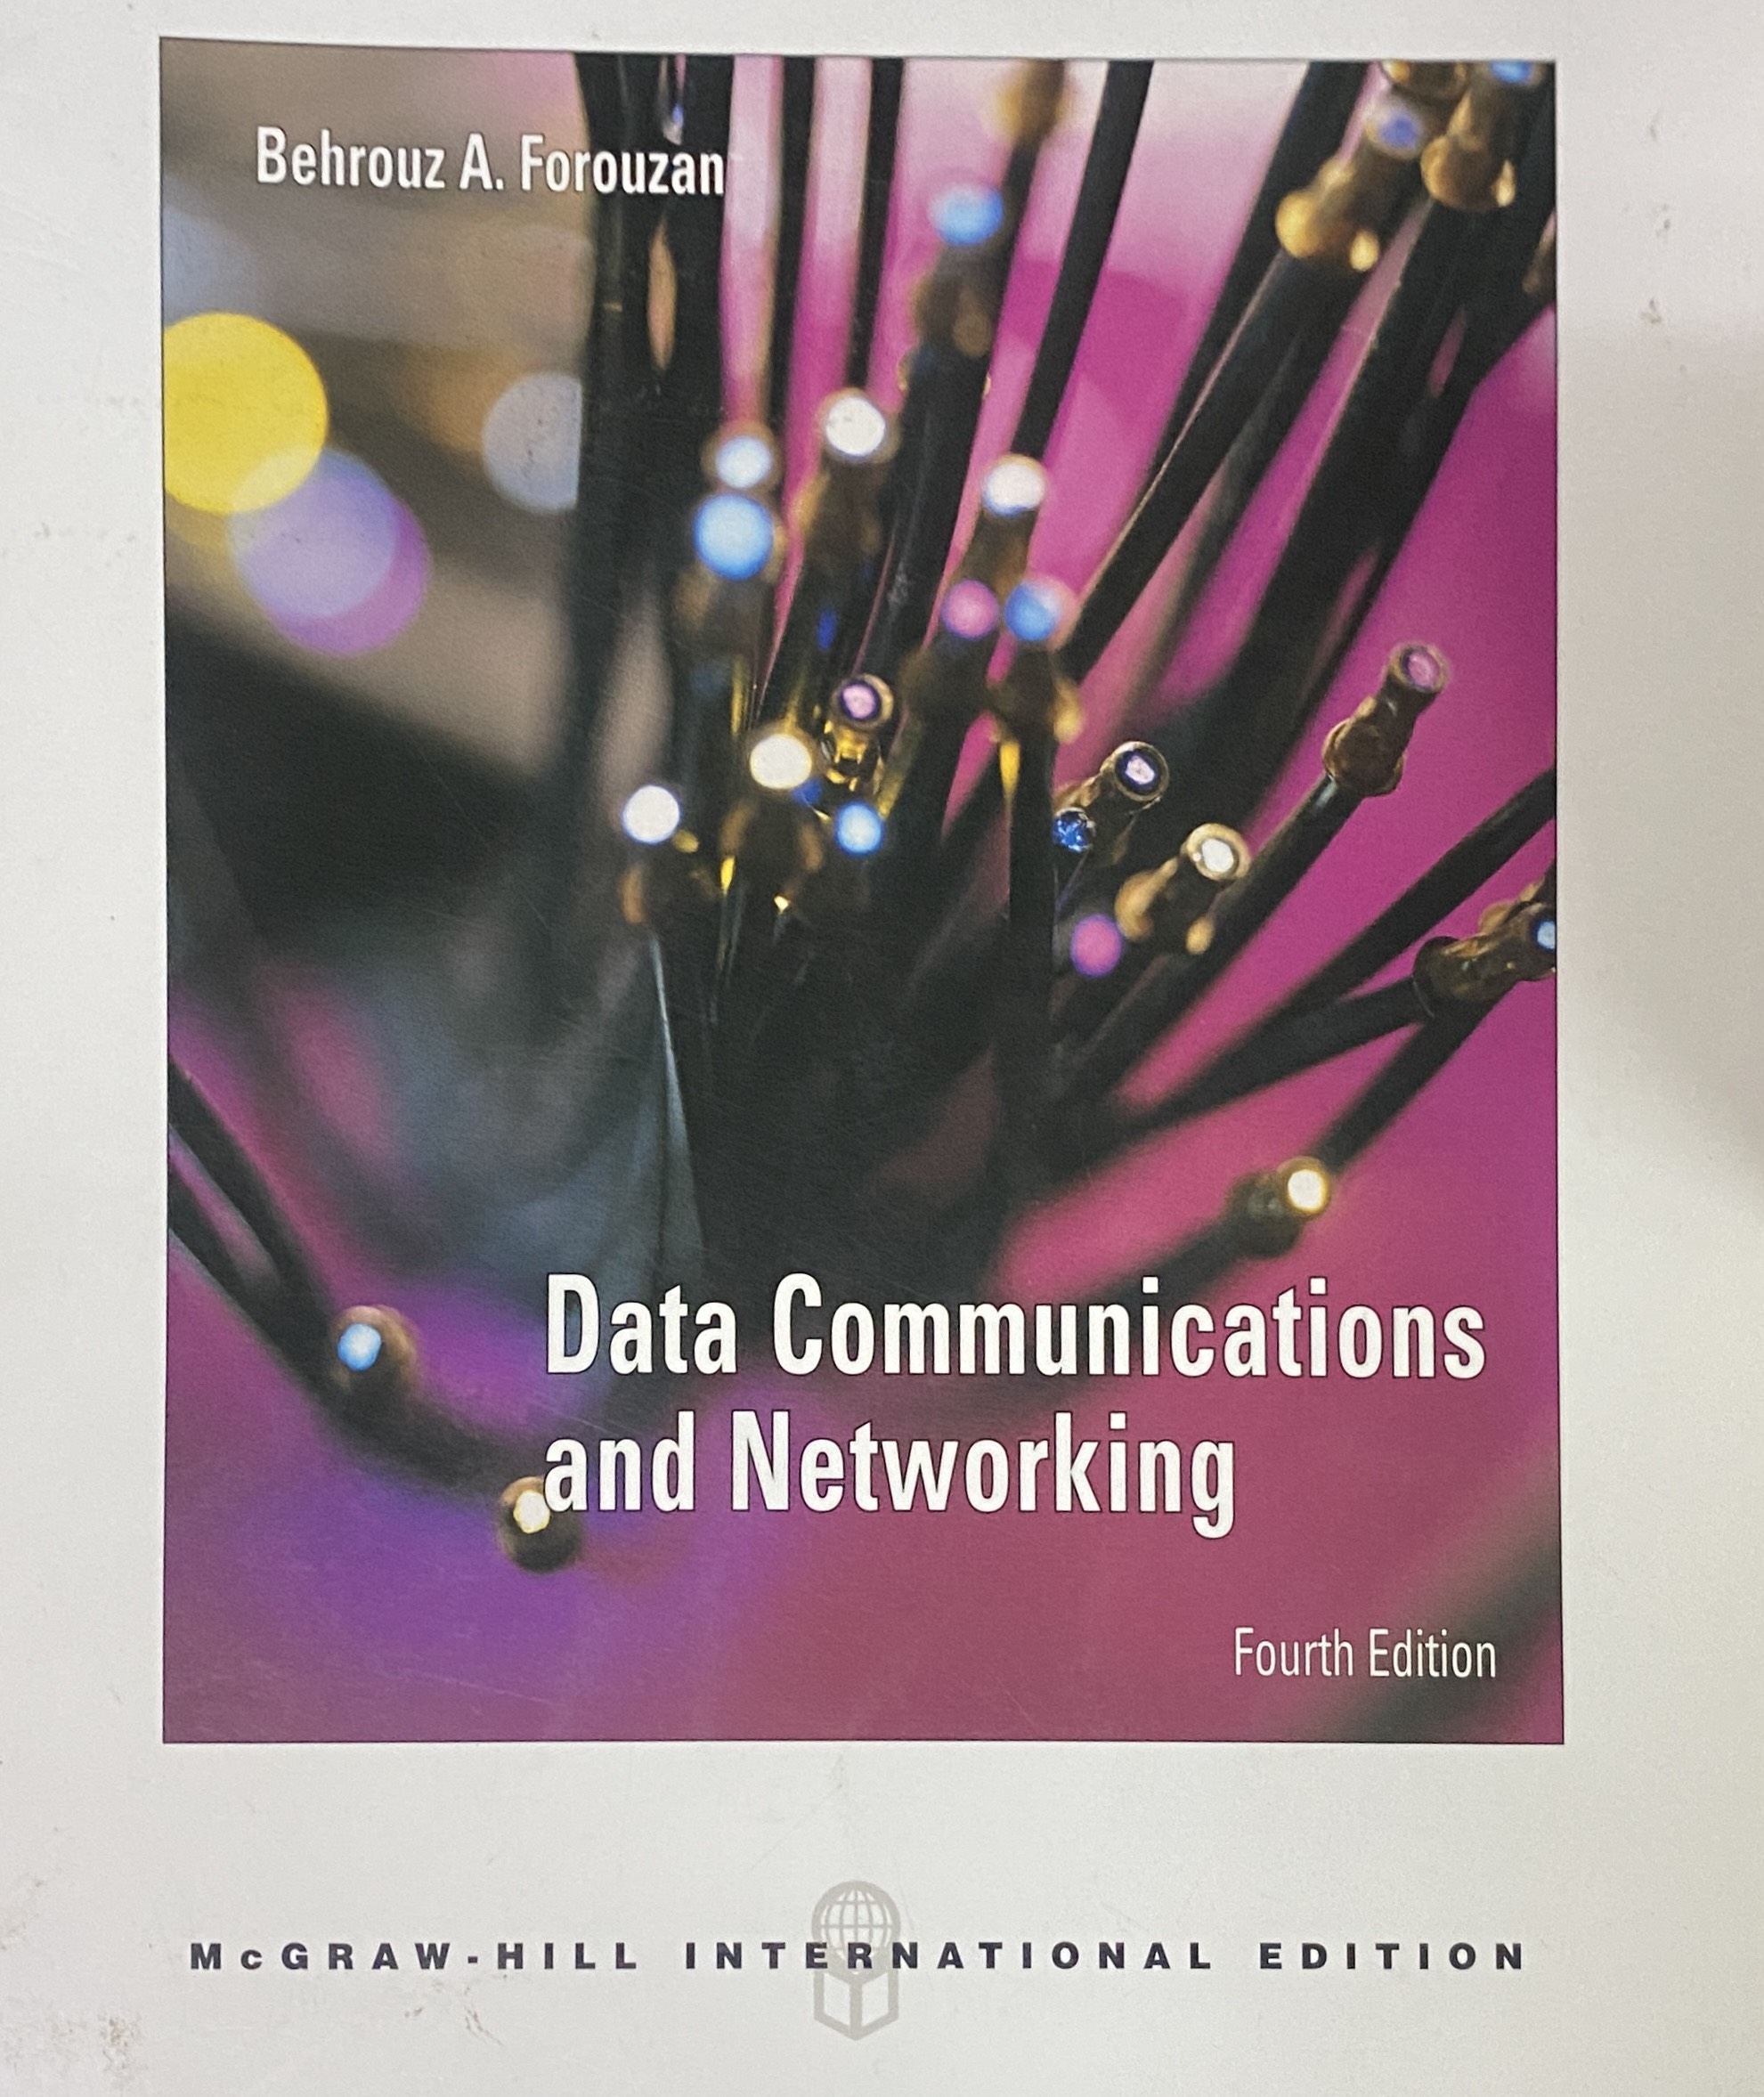 Behrouz A. Forouzan
Data Communications
and Networking
Fourth Edition
McGRAW-HILL INTERNATIONAL EDITION